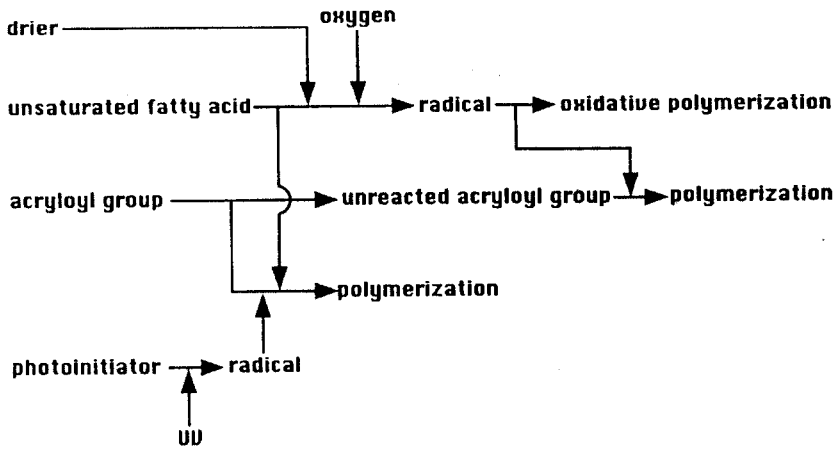 oxygen
drier
unsaturated fatty acid
radical
oxidative polymerization
acryloyl group
unreacted acryloyl group
polymerization
polymerization
photoinitiator
radical
UV